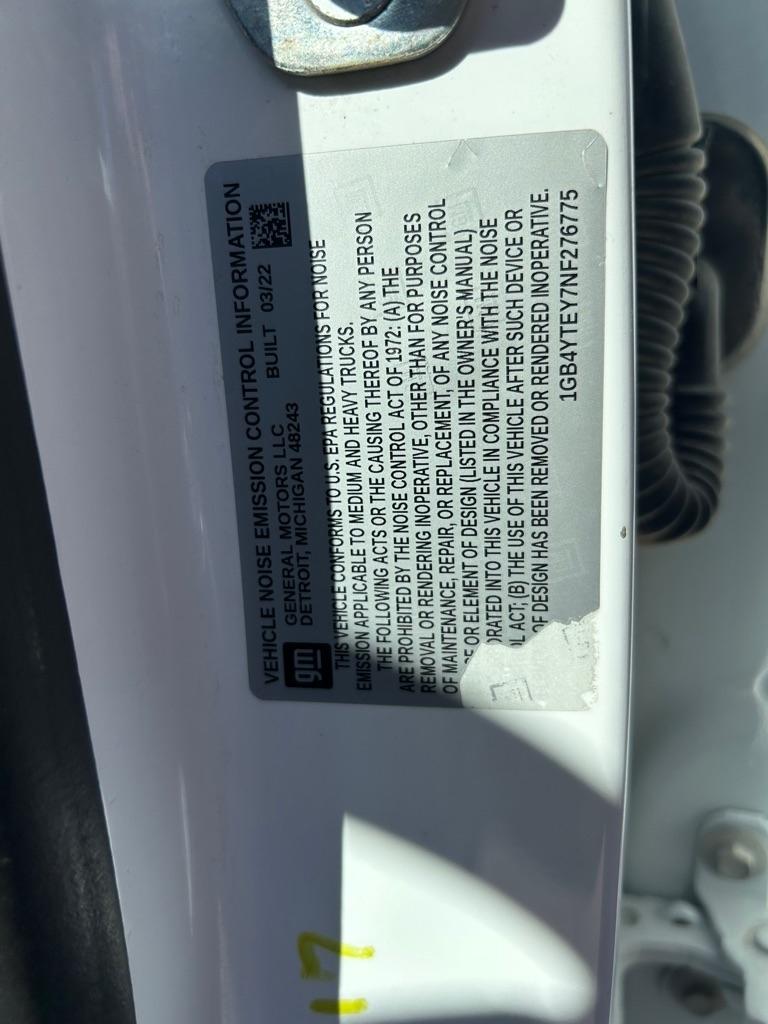 VEHICLE NOISE EMISSION CONTROL INFORMATION
gm
GENERAL MOTORS LLC
DETROIT, MICHIGAN 48243 BUILT 03/22
THIS VEHICLE CONFORMS TO U.S. EPA REGULATIONS FOR NOISE
EMISSION APPLICABLE TO MEDIUM AND HEAVY TRUCKS.
THE FOLLOWING ACTS OR THE CAUSING THEREOF BY ANY PERSON
ARE PROHIBITED BY THE NOISE CONTROL ACT OF 1972: (A) THE
REMOVAL OR RENDERING INOPERATIVE, OTHER THAN FOR PURPOSES
OF MAINTENANCE, REPAIR, OR REPLACEMENT, OF ANY NOISE CONTROL
OR ELEMENT OF DESIGN (LISTED IN THE OWNER'S MANUAL)
ORATED INTO THIS VEHICLE IN COMPLIANCE WITH THE NOISE
ACT; (B) THE USE OF THIS VEHICLE AFTER SUCH DEVICE OR
OF DESIGN HAS BEEN REMOVED OR RENDERED INOPERATIVE.
1GB4YTEY7NF276775
17